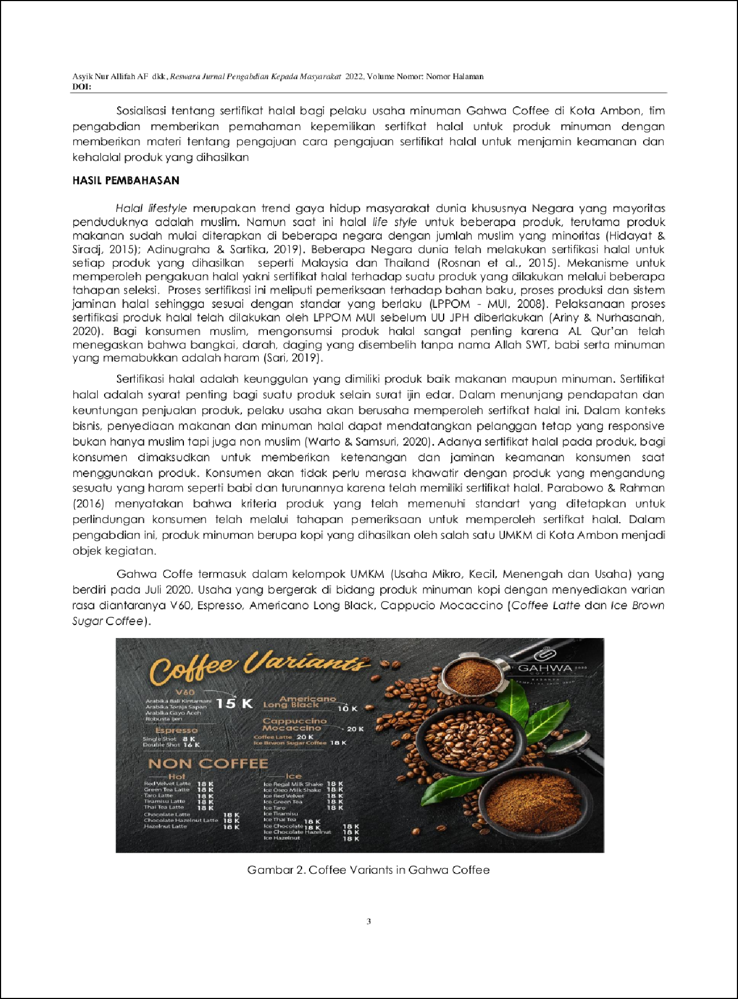 Asyik Nur Allifah AF dkk, Reswara Jurnal Pengabdian Kepada Masyarakat 2022, Volume Nomor: Nomor Halaman
DOI:
Sosialisasi tentang sertifikat halal bagi pelaku usaha minuman Gahwa Coffee di Kota Ambon, tim
pengabdian memberikan pemahaman kepemilikan sertifkat halal untuk produk minuman dengan
memberikan materi tentang pengajuan cara pengajuan sertifikat halal untuk menjamin keamanan dan
kehalalal produk yang dihasilkan
HASIL PEMBAHASAN
Halal lifestyle merupakan trend gaya hidup masyarakat dunia khususnya Negara yang mayoritas
penduduknya adalah muslim. Namun saat ini halal life style untuk beberapa produk, terutama produk
makanan sudah mulai diterapkan di beberapa negara dengan jumlah muslim yang minoritas (Hidayat &
Siradj, 2015); Adinugraha & Sartika, 2019). Beberapa Negara dunia telah melakukan sertifikasi halal untuk
setiap produk yang dihasilkan seperti Malaysia dan Thailand (Rosnan et al., 2015). Mekanisme untuk
memperoleh pengakuan halal yakni sertifikat halal terhadap suatu produk yang dilakukan melalui beberapa
tahapan seleksi. Proses sertifikasi ini meliputi pemeriksaan terhadap bahan baku, proses produksi dan sistem
jaminan halal sehingga sesuai dengan standar yang berlaku (LPPOM - MUI, 2008). Pelaksanaan proses
sertifikasi produk halal telah dilakukan oleh LPPOM MUI sebelum UU JPH diberlakukan (Ariny & Nurhasanah,
2020). Bagi konsumen muslim, mengonsumsi produk halal sangat penting karena AL Qur’an telah
menegaskan bahwa bangkai, darah, daging yang disembelih tanpa nama Allah SWT, babi serta minuman
yang memabukkan adalah haram (Sari, 2019).
Sertifikasi halal adalah keunggulan yang dimiliki produk baik makanan maupun minuman. Sertifikat
halal adalah syarat penting bagi suatu produk selain surat ijin edar. Dalam menunjang pendapatan dan
keuntungan penjualan produk, pelaku usaha akan berusaha memperoleh sertifkat halal ini. Dalam konteks
bisnis, penyediaan makanan dan minuman halal dapat mendatangkan pelanggan tetap yang responsive
bukan hanya muslim tapi juga non muslim (Warto & Samsuri, 2020). Adanya sertifikat halal pada produk, bagi
konsumen dimaksudkan untuk memberikan ketenangan dan jaminan keamanan konsumen saat
menggunakan produk. Konsumen akan tidak perlu merasa khawatir dengan produk yang mengandung
sesuatu yang haram seperti babi dan turunannya karena telah memiliki sertifikat halal. Parabowo & Rahman
(2016) menyatakan bahwa kriteria produk yang telah memenuhi standart yang ditetapkan untuk
perlindungan konsumen telah melalui tahapan pemeriksaan untuk memperoleh sertifkat halal. Dalam
pengabdian ini, produk minuman berupa kopi yang dihasilkan oleh salah satu UMKM di Kota Ambon menjadi
objek kegiatan.
Gahwa Coffe termasuk dalam kelompok UMKM (Usaha Mikro, Kecil, Menengah dan Usaha) yang
berdiri pada Juli 2020. Usaha yang bergerak di bidang produk minuman kopi dengan menyediakan varian
rasa diantaranya V60, Espresso, Americano Long Black, Cappucio Mocaccino (Coffee Latte dan Ice Brown
Sugar Coffee).
Coffee Variants
GAHWA
COFFEE
V60
Arabika Bali Kintamani 15 K
Arabika Toraja Sapan
Arabika Gayo Aceh
Robusta Ijen
Espresso
Single Shot 8 K
Double Shot 16 K
Americano
Long Black 10 K
Cappuccino
Mocaccino 20 K
Coffee Latte 20 K
Ice Brwon Sugar Coffee 18 K
NON COFFEE
Hot
Red Velvet Latte 18 K
Green Tea Latte 18 K
Taro Latte 18 K
Tiramisu Latte 18 K
Thai Tea Latte 18 K
Chocolate Latte 18 K
Chocolate Hazelnut Latte 18 K
Hazelnut Latte 18 K
Ice
Ice Regal Milk Shake 18 K
Ice Oreo Milk Shake 18 K
Ice Red Velvet 18 K
Ice Green Tea 18 K
Ice Taro 18 K
Ice Tiramisu
Ice Thai Tea 18 K
Ice Chocolate 18 K 18 K
Ice Chocolate Hazelnut 18 K
Ice Hazelnut 18 K
Gambar 2. Coffee Variants in Gahwa Coffee
3